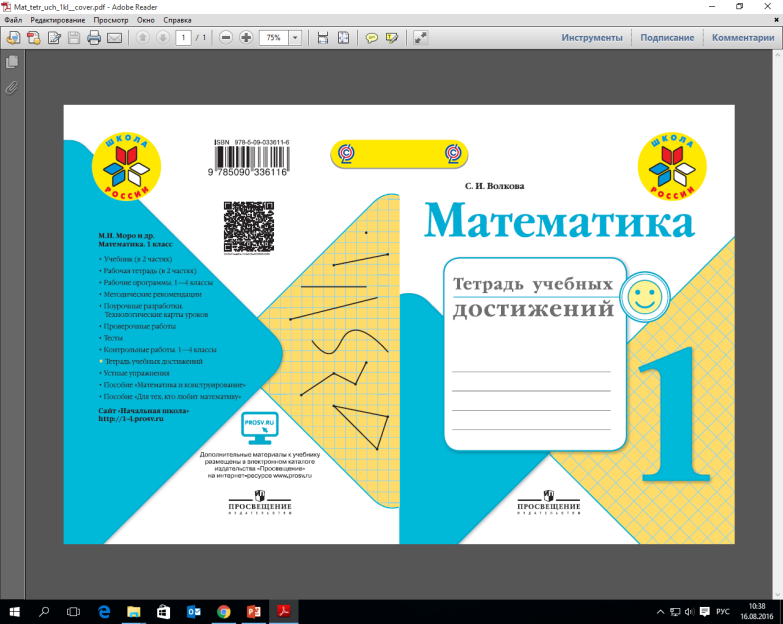 Mat_tetr_uch_1kl__cover.pdf - Adobe Reader
Файл Редактирование Просмотр Окно Справка
1 / 1 75% Инструменты Подписание Комментарии
ШКОЛА РОССИИ
ISBN 978-5-09-033611-6
9 785090 336116
М.И. Моро и др.
Математика. 1 класс
• Учебник (в 2 частях)
• Рабочая тетрадь (в 2 частях)
• Рабочие программы. 1—4 классы
• Методические рекомендации
• Поурочные разработки.
Технологические карты уроков
• Проверочные работы
• Тесты
• Контрольные работы. 1—4 классы
• Тетрадь учебных достижений
• Устные упражнения
• Пособие «Математика и конструирование»
• Пособие «Для тех, кто любит математику»
Сайт «Начальная школа»
http://1-4.prosv.ru
PROSV.RU
Дополнительные материалы к учебнику
размещены в электронном каталоге
издательства «Просвещение»
на интернет-ресурсе www.prosv.ru
ПРОСВЕЩЕНИЕ
ИЗДАТЕЛЬСТВО
ШКОЛА РОССИИ
С. И. Волкова
Математика
Тетрадь учебных
достижений
1
ПРОСВЕЩЕНИЕ
ИЗДАТЕЛЬСТВО
РУС
10:38
16.08.2016